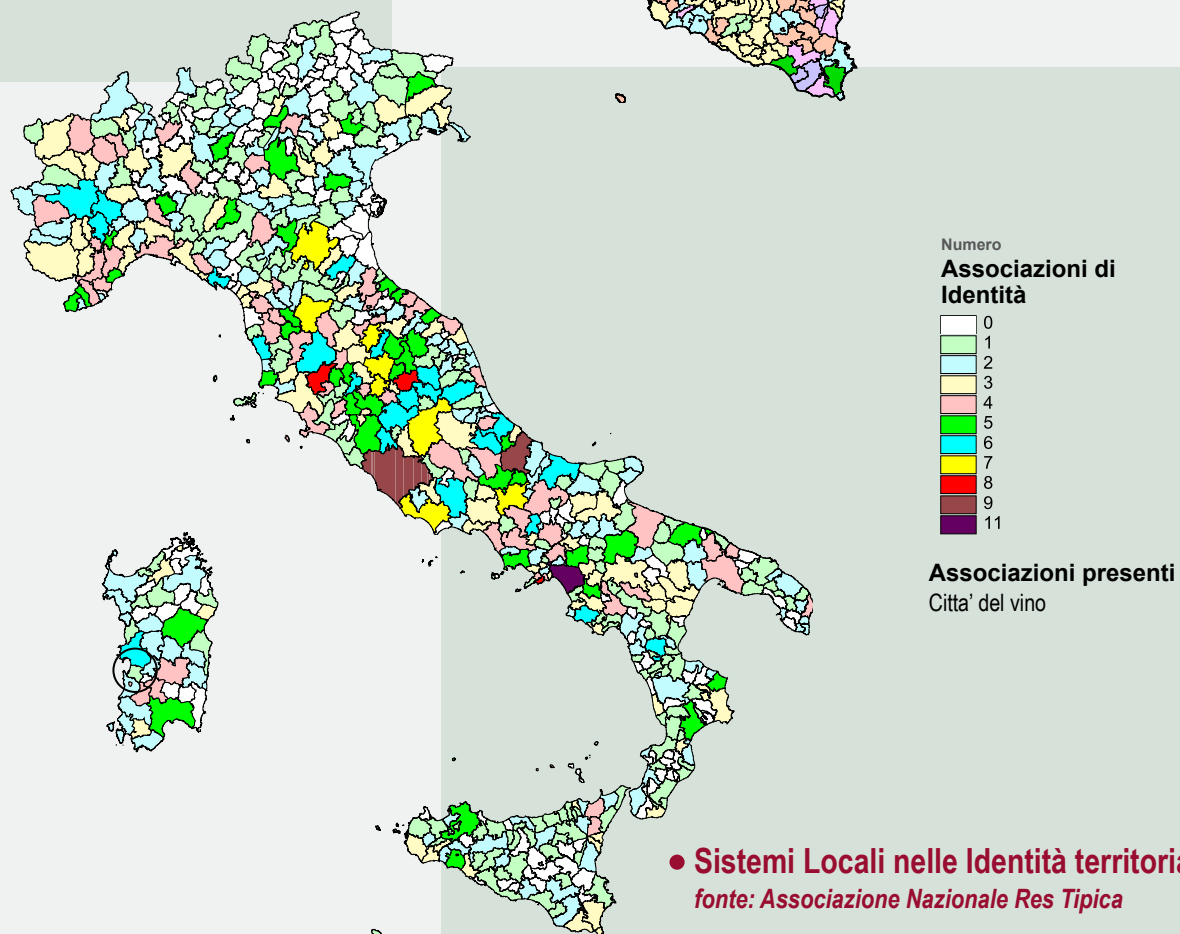 Numero
Associazioni di
Identità
0
1
2
3
4
5
6
7
8
9
11
Associazioni presenti
Citta' del vino
• Sistemi Locali nelle Identità territoria
fonte: Associazione Nazionale Res Tipica